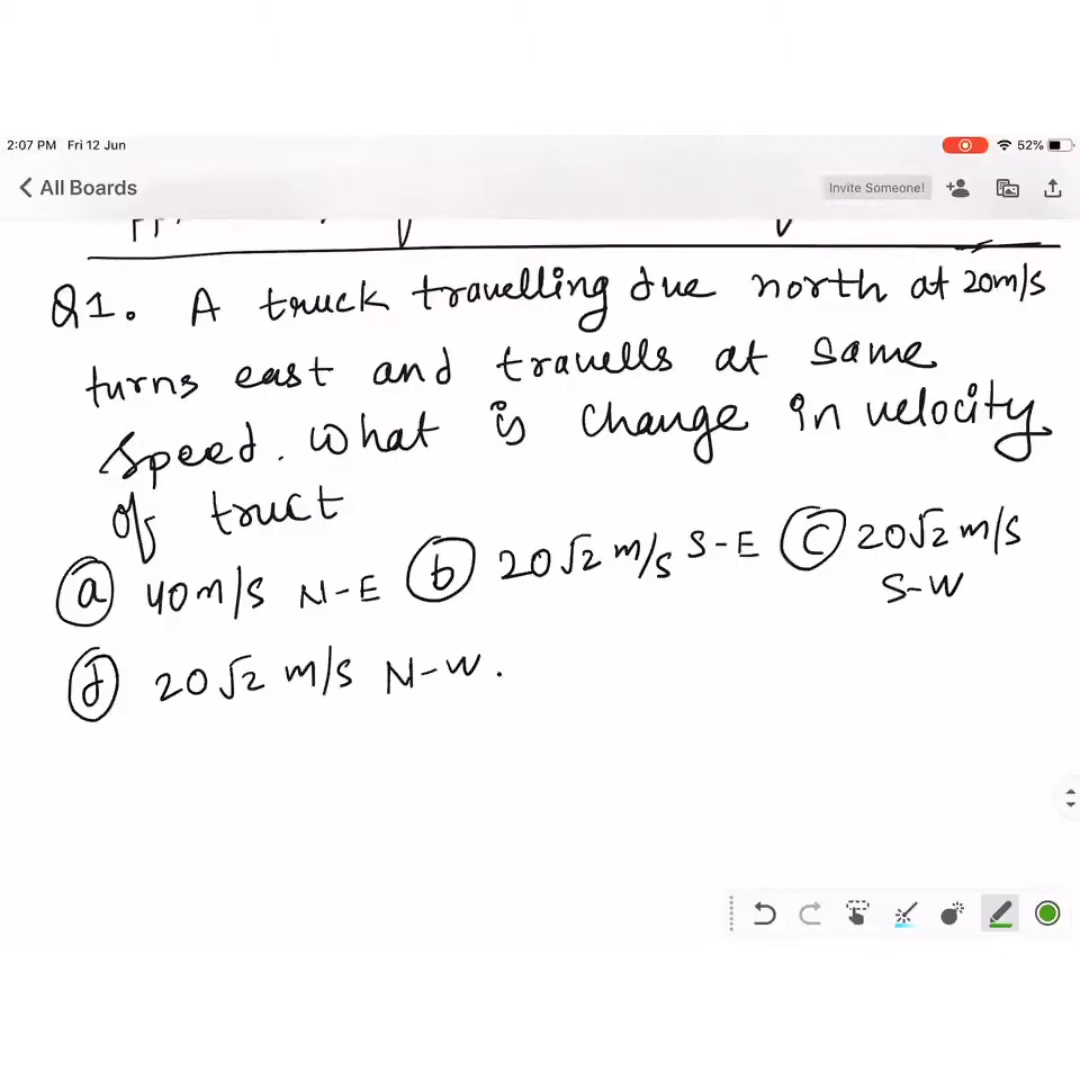 2:07 PM Fri 12 Jun
52%
All Boards
Invite Someone!
Q1. A truck travelling due north at 20m/s
turns east and travells at same
speed. What is change in velocity
of truct
(a) 40m/s N-E (b) 20√2 m/s S-E (c) 20√2 m/s
S-W
(d) 20√2 m/s N-W.